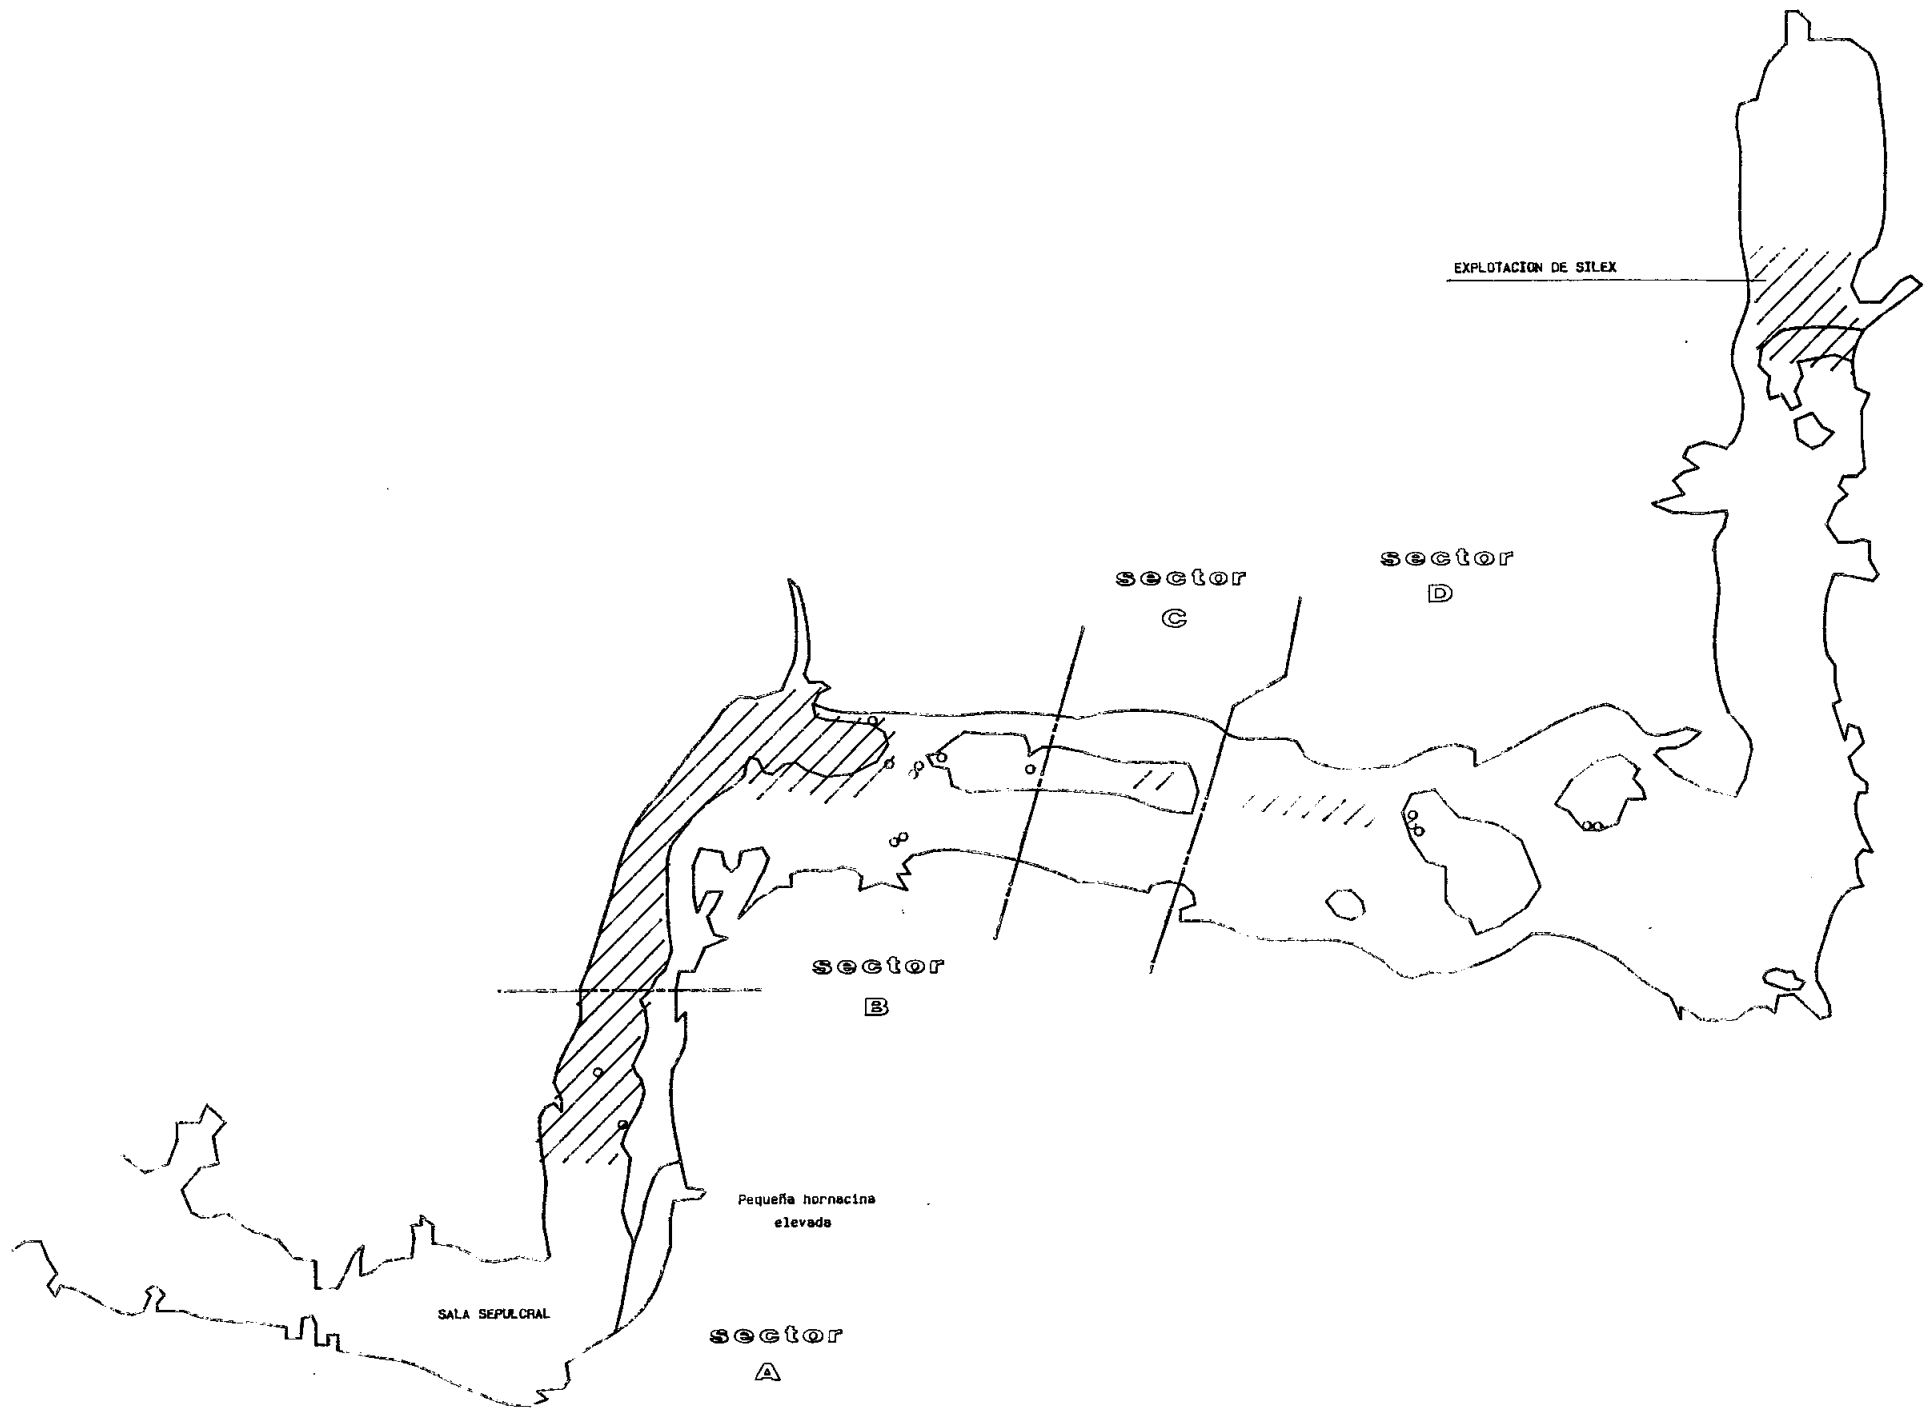 EXPLOTACION DE SILEX
sector
D
sector
C
sector
B
Pequeña hornacina
elevada
SALA SEPULCRAL
sector
A